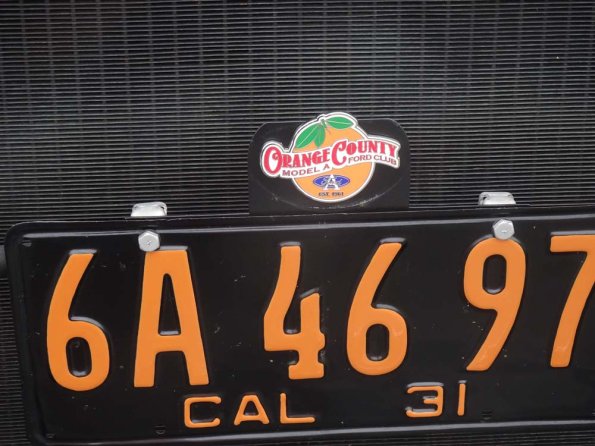 ORANGE COUNTY
MODEL A FORD CLUB
EST. 1961
6A 46 97
CAL 31